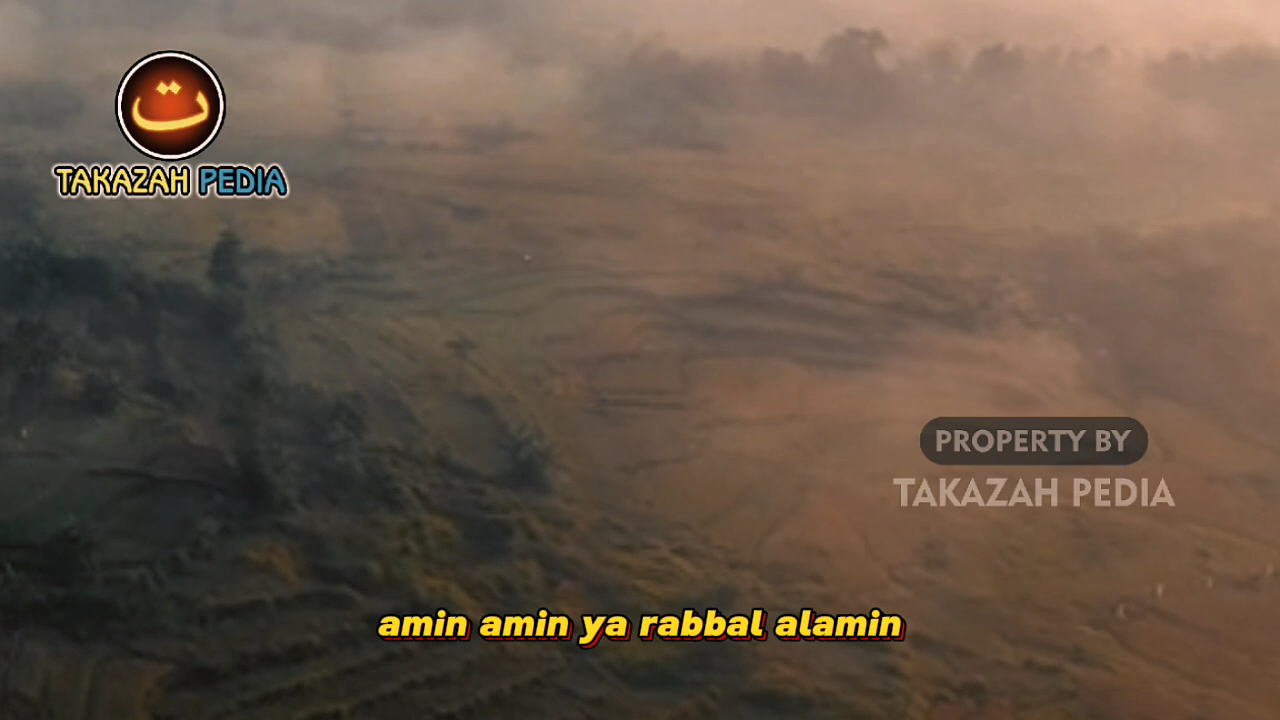 ت
TAKAZAH PEDIA
PROPERTY BY
TAKAZAH PEDIA
amin amin ya rabbal alamin